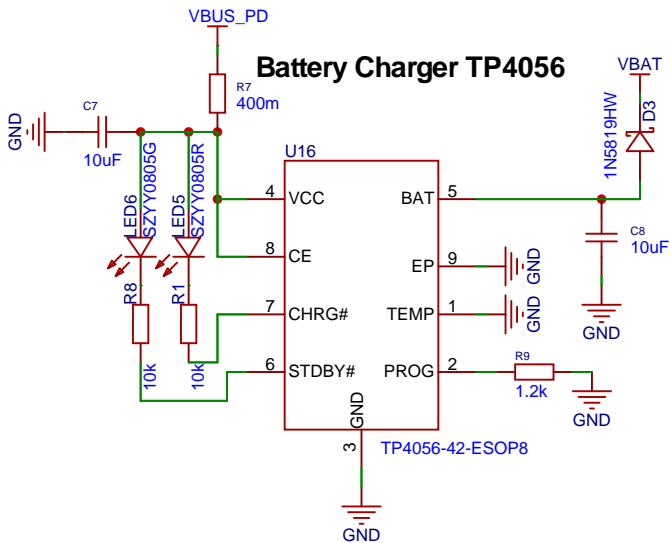 VBUS_PD
Battery Charger TP4056
R7
400m
C7
10uF
GND
LED6
SZYY0805G
LED5
SZYY0805R
R8
10k
R1
10k
U16
4
VCC
8
CE
7
CHRG#
6
STDBY#
BAT
5
EP
9
GND
TEMP
1
GND
PROG
2
R9
1.2k
GND
GND
3
TP4056-42-ESOP8
GND
VBAT
D3
1N5819HW
C8
10uF
GND